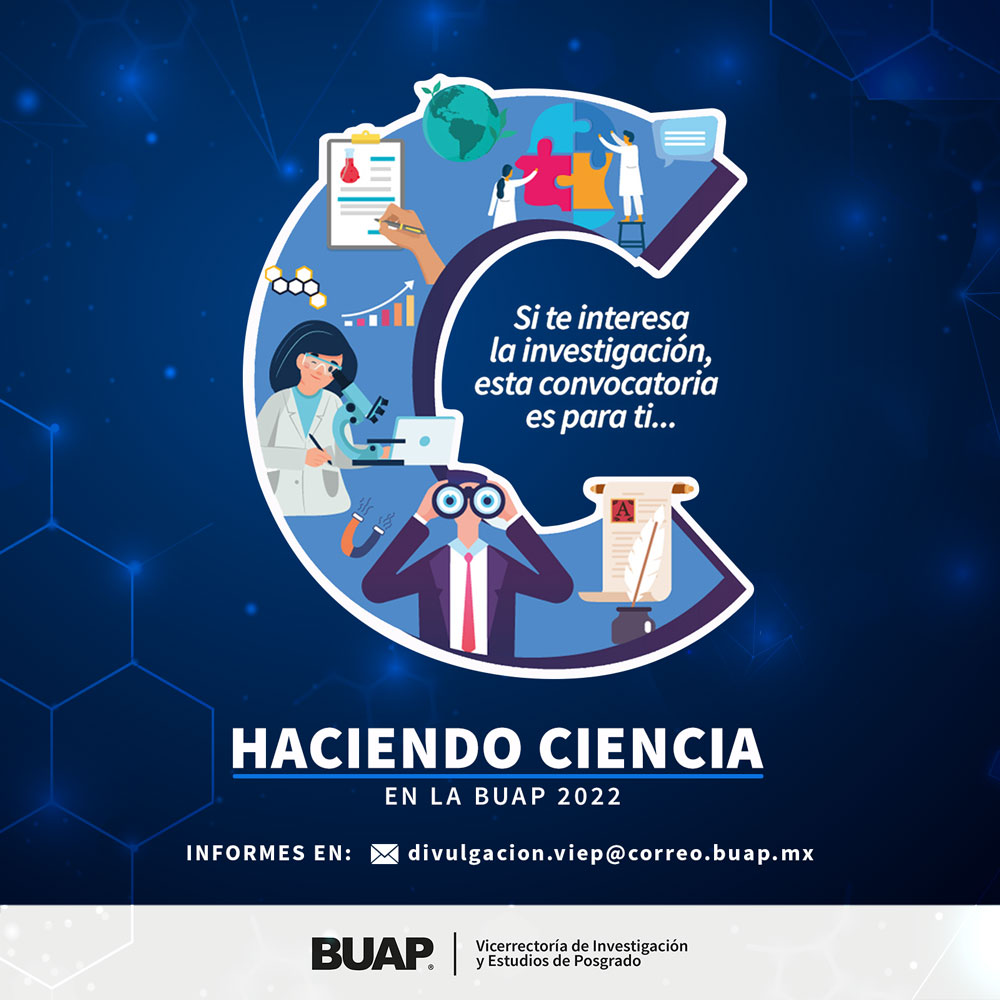 Si te interesa
la investigación,
esta convocatoria
es para ti...
A
HACIENDO CIENCIA
EN LA BUAP 2022
INFORMES EN: divulgacion.viep@correo.buap.mx
BUAP®
Vicerrectoría de Investigación
y Estudios de Posgrado